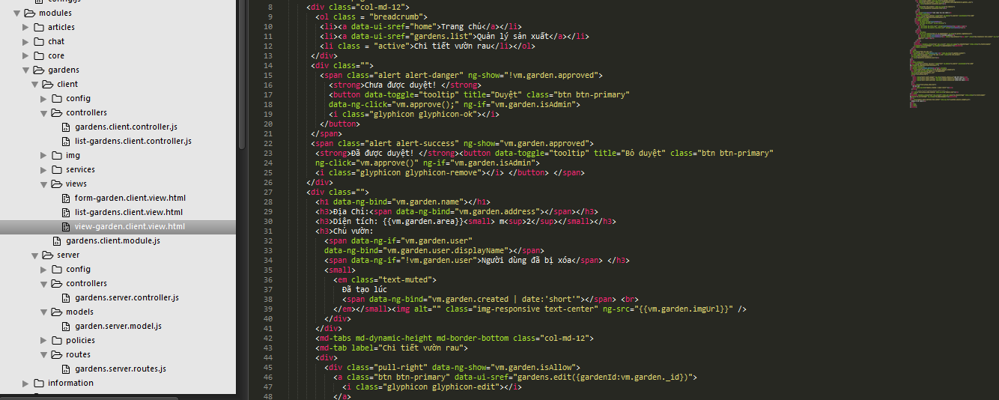 modules
articles
chat
core
gardens
client
config
controllers
gardens.client.controller.js
list-gardens.client.controller.js
img
services
views
form-garden.client.view.html
list-gardens.client.view.html
view-garden.client.view.html
gardens.client.module.js
server
config
controllers
gardens.server.controller.js
models
garden.server.model.js
policies
routes
gardens.server.routes.js
information
8 <div class="col-md-12">
9 <ol class = "breadcrumb">
10 <li><a data-ui-sref="home">Trang chủ</a></li>
11 <li><a data-ui-sref="gardens.list">Quản lý sản xuất</a></li>
12 <li class = "active">Chi tiết vườn rau</li></ol>
13 </div>
14 <div class="">
15 <span class="alert alert-danger" ng-show="!vm.garden.approved">
16 <strong>Chưa được duyệt! </strong>
17 <button data-toggle="tooltip" title="Duyệt" class="btn btn-primary"
18 data-ng-click="vm.approve();" ng-if="vm.garden.isAdmin">
19 <i class="glyphicon glyphicon-ok"></i>
20 </button>
21 </span>
22 <span class="alert alert-success" ng-show="vm.garden.approved">
23 <strong>Đã được duyệt! </strong><button data-toggle="tooltip" title="Bỏ duyệt" class="btn btn-primary"
24 ng-click="vm.approve()" ng-if="vm.garden.isAdmin">
25 <i class="glyphicon glyphicon-remove"></i> </button> </span>
26 </div>
27 <div class="">
28 <h1 data-ng-bind="vm.garden.name"></h1>
29 <h3>Địa Chỉ:<span data-ng-bind="vm.garden.address"></span></h3>
30 <h3>Diện tích: {{vm.garden.area}}<small> m<sup>2</sup></small></h3>
31 <h3>Chủ vườn:
32 <span data-ng-if="vm.garden.user"
33 data-ng-bind="vm.garden.user.displayName"></span>
34 <span data-ng-if="!vm.garden.user">Người dùng đã bị xóa</span> </h3>
35 <small>
36 <em class="text-muted">
37 Đã tạo lúc
38 <span data-ng-bind="vm.garden.created | date:'short'"></span> <br>
39 </em></small><img alt="" class="img-responsive text-center" ng-src="{{vm.garden.imgUrl}}" />
40 </div>
41 </div>
42 <md-tabs md-dynamic-height md-border-bottom class="col-md-12">
43 <md-tab label="Chi tiết vườn rau">
44 <div>
45 <div class="pull-right" data-ng-show="vm.garden.isAllow">
46 <a class="btn btn-primary" data-ui-sref="gardens.edit({gardenId:vm.garden._id})">
47 <i class="glyphicon glyphicon-edit"></i>
48 </a>